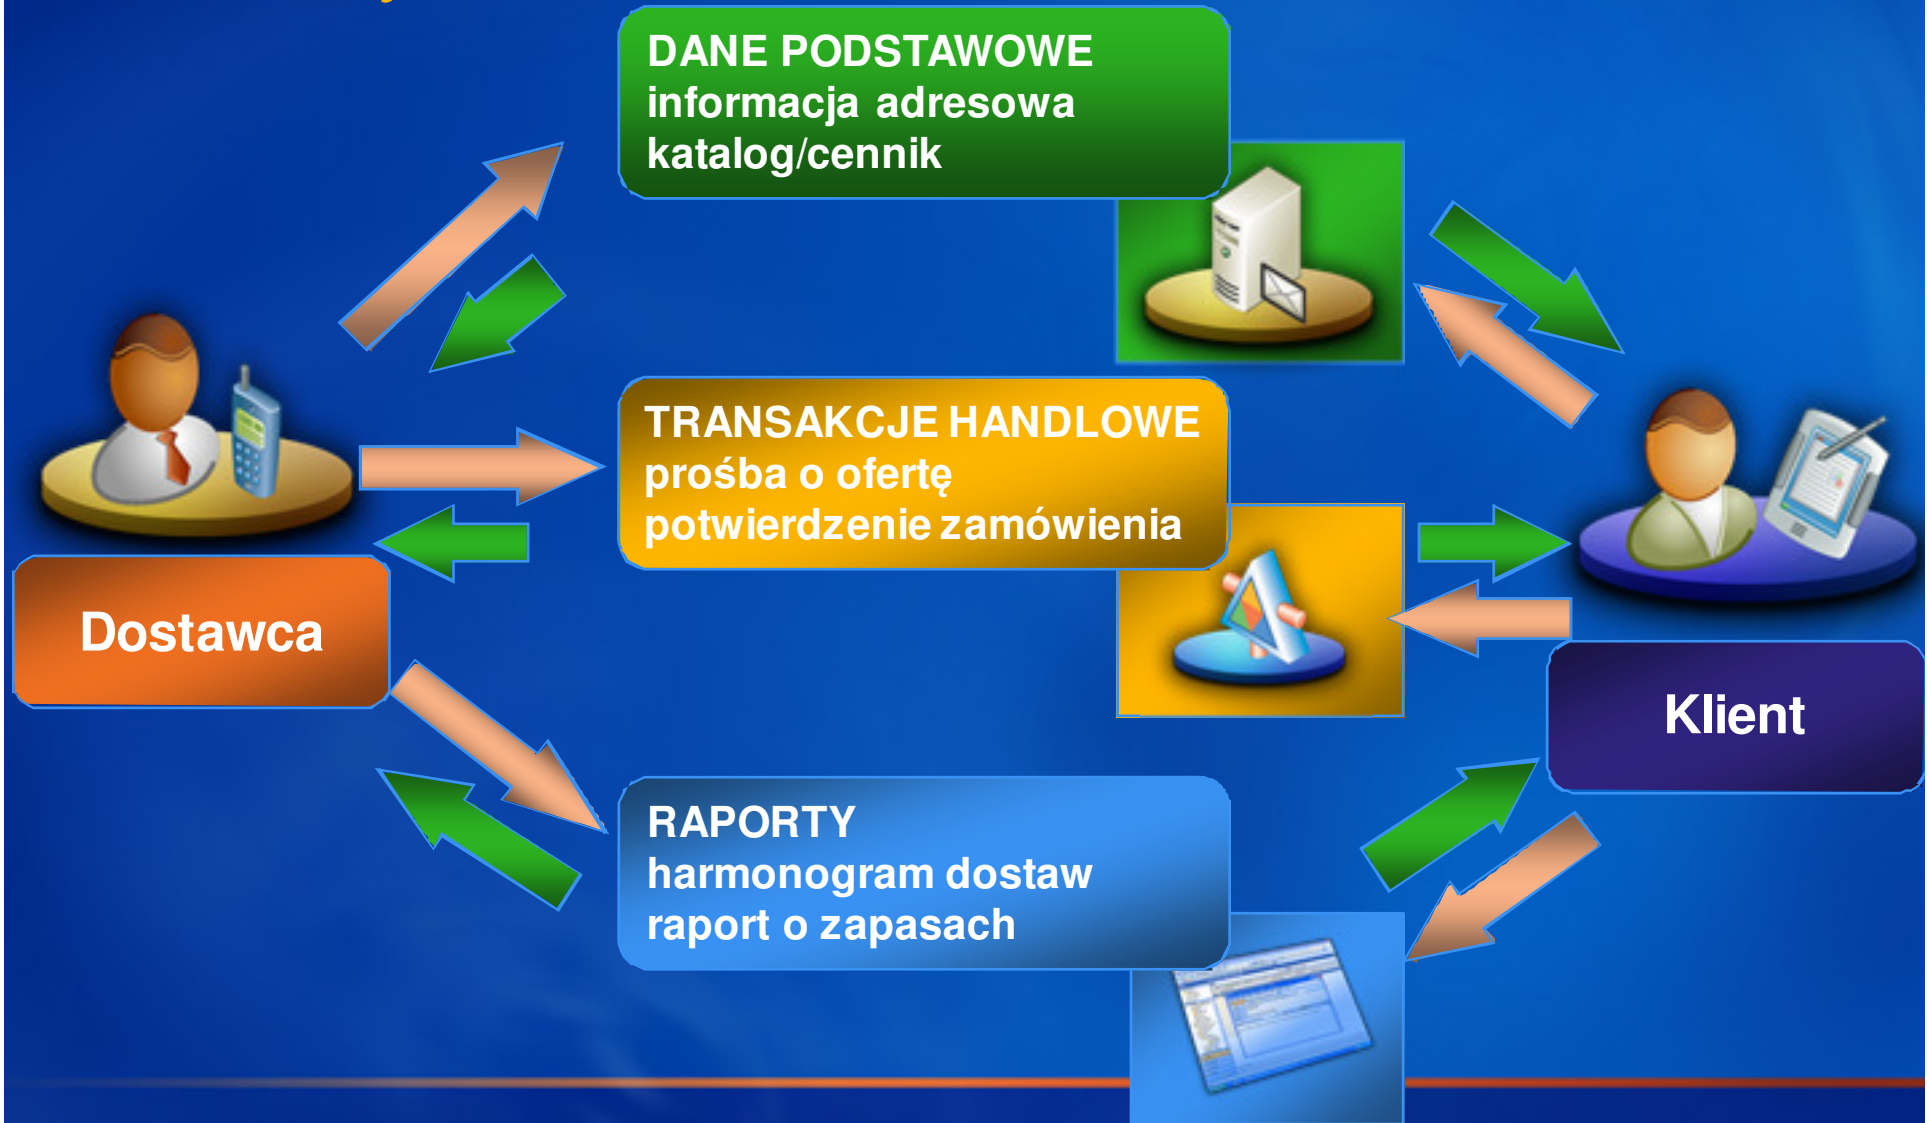 DANE PODSTAWOWE
informacja adresowa
katalog/cennik
TRANSAKCJE HANDLOWE
prośba o ofertę
potwierdzenie zamówienia
Dostawca
Klient
RAPORTY
harmonogram dostaw
raport o zapasach